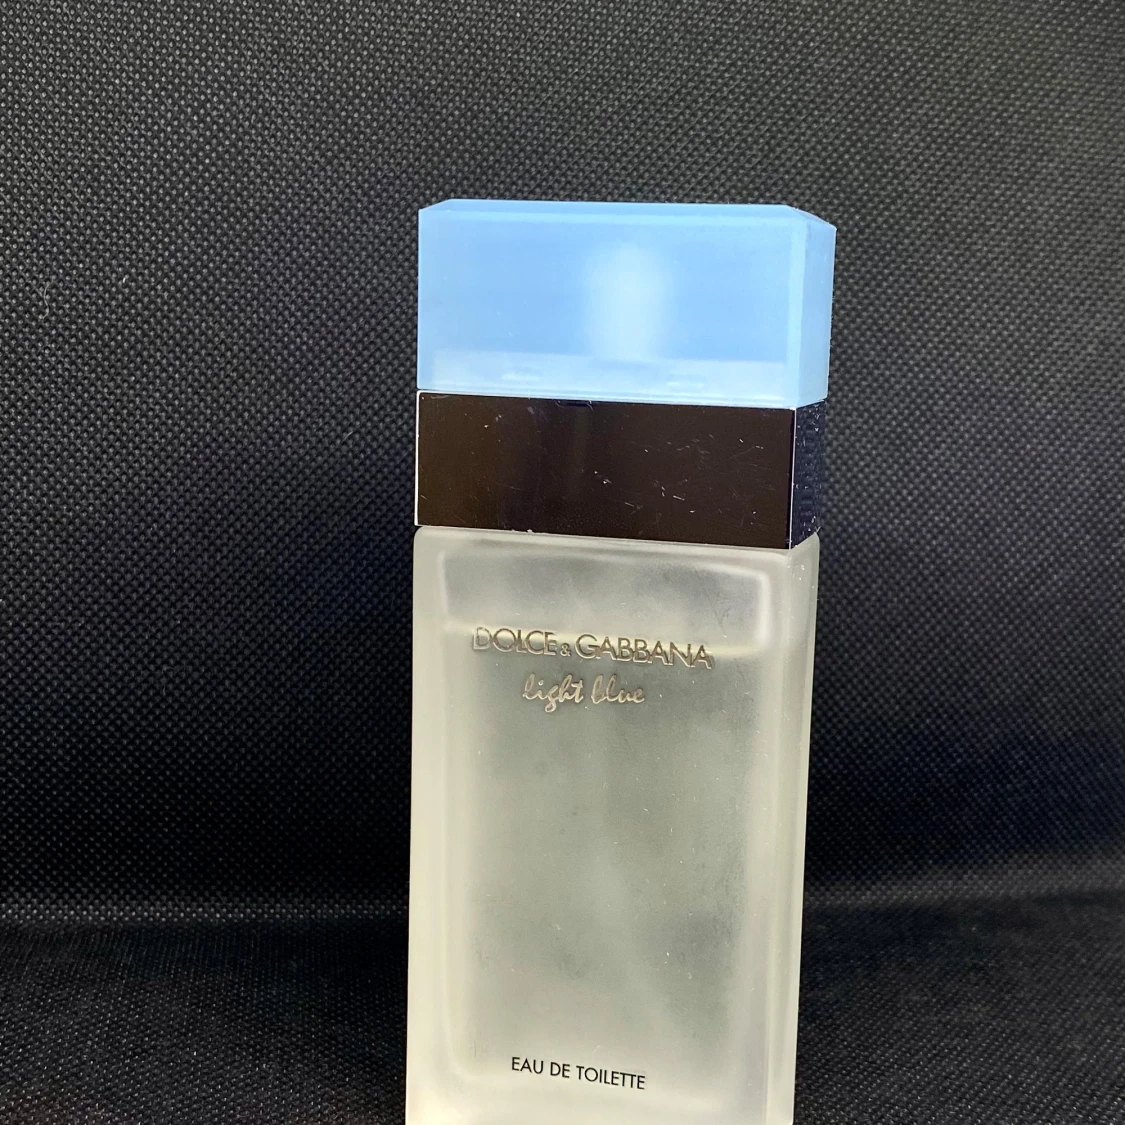 DOLCE & GABBANA
light blue
EAU DE TOILETTE